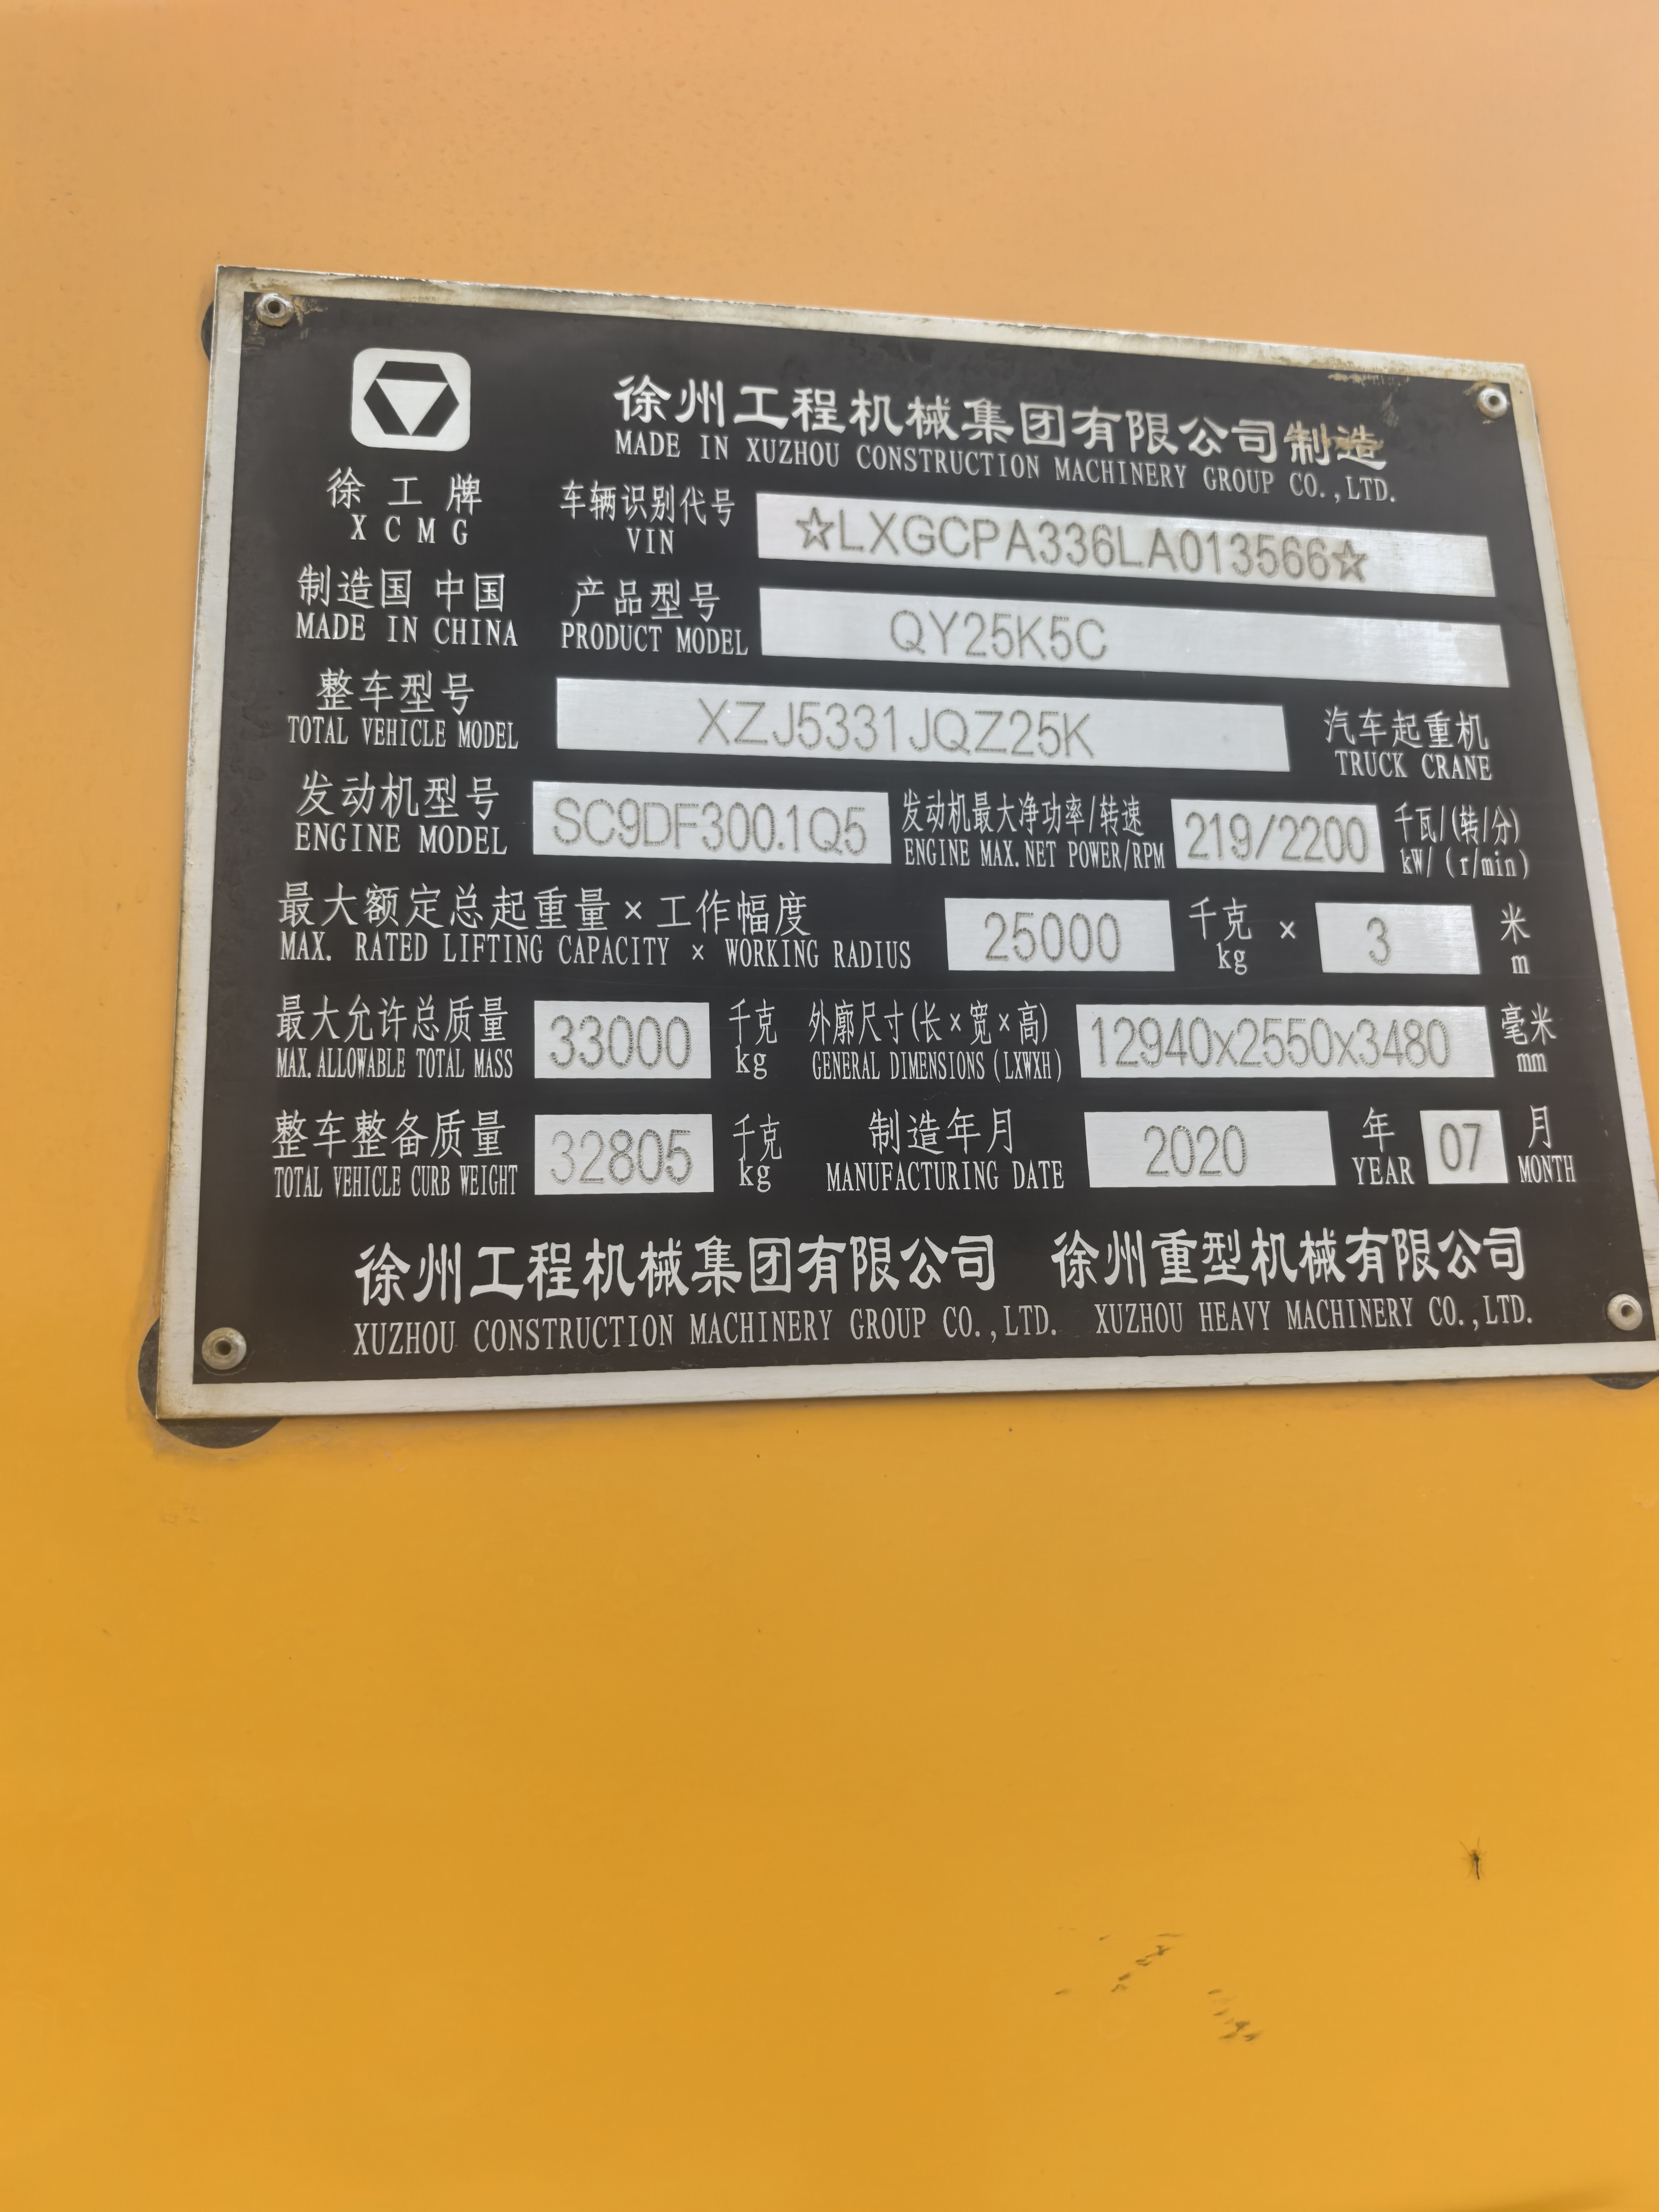 徐州工程机械集团有限公司制造
MADE IN XUZHOU CONSTRUCTION MACHINERY GROUP CO.,LTD.
徐工牌
XCMG
车辆识别代号
VIN
☆LXGCPA336LA013566☆
制造国 中国
MADE IN CHINA
产品型号
PRODUCT MODEL
QY25K5C
整车型号
TOTAL VEHICLE MODEL
XZJ5331JQZ25K
汽车起重机
TRUCK CRANE
发动机型号
ENGINE MODEL
SC9DF300.1Q5
发动机最大净功率/转速
ENGINE MAX.NET POWER/RPM
219/2200
千瓦/(转/分)
kW/(r/min)
最大额定总起重量×工作幅度
MAX. RATED LIFTING CAPACITY × WORKING RADIUS
25000
千克
kg
×
3
米
m
最大允许总质量
MAX.ALLOWABLE TOTAL MASS
33000
千克
kg
外廓尺寸(长×宽×高)
GENERAL DIMENSIONS(LXWXH)
12940x2550x3480
毫米
mm
整车整备质量
TOTAL VEHICLE CURB WEIGHT
32805
千克
kg
制造年月
MANUFACTURING DATE
2020
年
YEAR
07
月
MONTH
徐州工程机械集团有限公司 徐州重型机械有限公司
XUZHOU CONSTRUCTION MACHINERY GROUP CO.,LTD. XUZHOU HEAVY MACHINERY CO.,LTD.